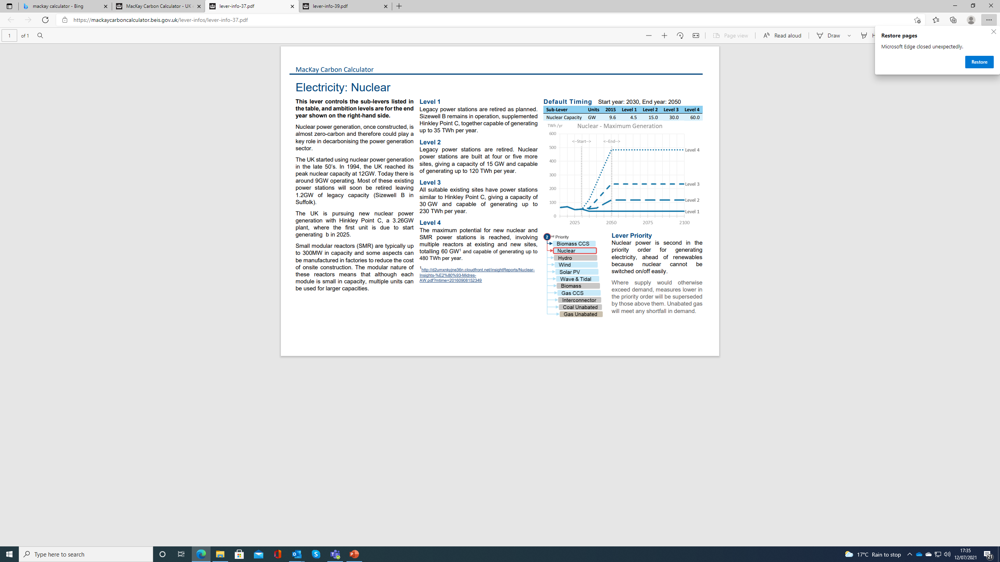 mackay calculator - Bing
MacKay Carbon Calculator - UK
lever-info-37.pdf
lever-info-39.pdf
https://mackaycarboncalculator.beis.gov.uk/lever-infos/lever-info-37.pdf
1 of 1
Page view
Read aloud
Draw
Restore pages
Microsoft Edge closed unexpectedly.
Restore
MacKay Carbon Calculator
Electricity: Nuclear
This lever controls the sub-levers listed in
the table, and ambition levels are for the end
year shown on the right-hand side.
Nuclear power generation, once constructed, is
almost zero-carbon and therefore could play a
key role in decarbonising the power generation
sector.
The UK started using nuclear power generation
in the late 50's. In 1994, the UK reached its
peak nuclear capacity at 12GW. Today there is
around 9GW operating. Most of these existing
power stations will soon be retired leaving
1.2GW of legacy capacity (Sizewell B in
Suffolk).
The UK is pursuing new nuclear power
generation with Hinkley Point C, a 3.26GW
plant, where the first unit is due to start
generating b in 2025.
Small modular reactors (SMR) are typically up
to 300MW in capacity and some aspects can
be manufactured in factories to reduce the cost
of onsite construction. The modular nature of
these reactors means that although each
module is small in capacity, multiple units can
be used for larger capacities.
Level 1
Legacy power stations are retired as planned.
Sizewell B remains in operation, supplemented
Hinkley Point C, together capable of generating
up to 35 TWh per year.
Level 2
Legacy power stations are retired. Nuclear
power stations are built at four or five more
sites, giving a capacity of 15 GW and capable
of generating up to 120 TWh per year.
Level 3
All suitable existing sites have power stations
similar to Hinkley Point C, giving a capacity of
30 GW and capable of generating up to
230 TWh per year.
Level 4
The maximum potential for new nuclear and
SMR power stations is reached, involving
multiple reactors at existing and new sites,
totalling 60 GW1 and capable of generating up to
480 TWh per year.
1http://d2umxnkyjne36n.cloudfront.net/insightReports/Nuclear-
Insights-%E2%80%93-Midres-
AW.pdf?mtime=20160908152349
Default Timing Start year: 2030, End year: 2050
Sub-Lever Units 2015 Level 1 Level 2 Level 3 Level 4
Nuclear Capacity GW 9.6 4.5 15.0 30.0 60.0
TWh /yr Nuclear - Maximum Generation
600
<--Start--> <--End-->
500
Level 4
400
300
Level 3
200
Level 2
100
Level 1
0
2025 2050 2075 2100
2nd Priority
Biomass CCS
Nuclear
Hydro
Wind
Solar PV
Wave & Tidal
Biomass
Gas CCS
Interconnector
Coal Unabated
Gas Unabated
Lever Priority
Nuclear power is second in the
priority order for generating
electricity, ahead of renewables
because nuclear cannot be
switched on/off easily.
Where supply would otherwise
exceed demand, measures lower in
the priority order will be superseded
by those above them. Unabated gas
will meet any shortfall in demand.
Type here to search
17°C Rain to stop
17:35
12/07/2021
21